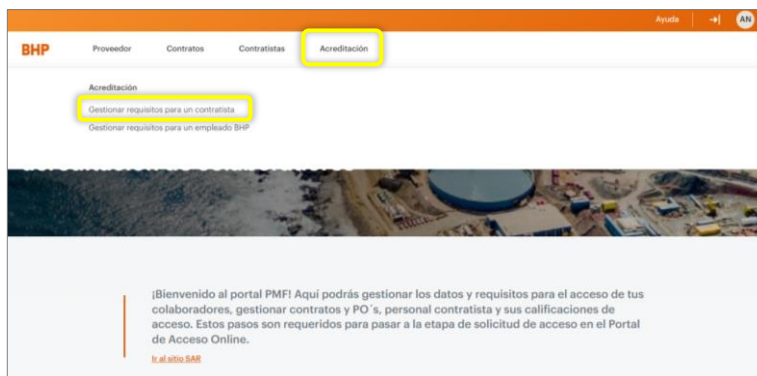 Ayuda AN
BHP Proveedor Contratos Contratistas Acreditación
Acreditación
Gestionar requisitos para un contratista
Gestionar requisitos para un empleado BHP
¡Bienvenido al portal PMF! Aquí podrás gestionar los datos y requisitos para el acceso de tus
colaboradores, gestionar contratos y PO´s, personal contratista y sus calificaciones de
acceso. Estos pasos son requeridos para pasar a la etapa de solicitud de acceso en el Portal
de Acceso Online.
Ir al sitio SAR